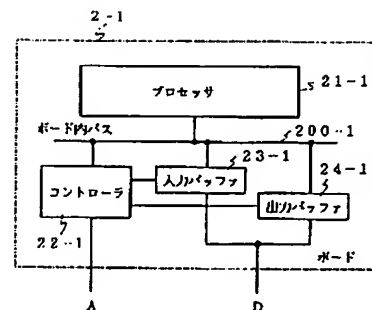 2-1
プロセッサ
21-1
ボード内バス
200-1
23-1
コントローラ
入力バッファ
24-1
出力バッファ
22-1
ボード
A
D